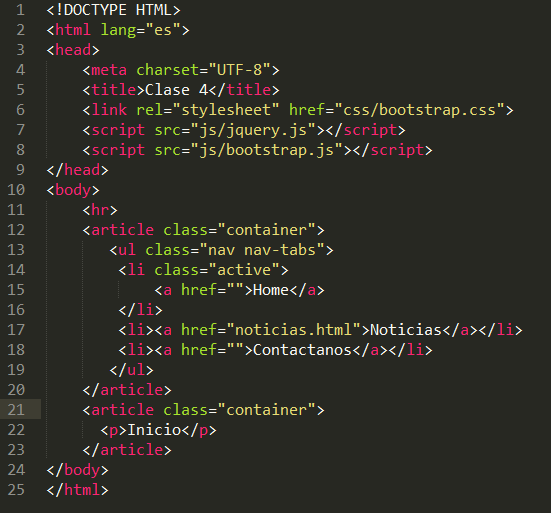 1 <!DOCTYPE HTML>
2 <html lang="es">
3 <head>
4     <meta charset="UTF-8">
5     <title>Clase 4</title>
6     <link rel="stylesheet" href="css/bootstrap.css">
7     <script src="js/jquery.js"></script>
8     <script src="js/bootstrap.js"></script>
9 </head>
10 <body>
11     <hr>
12     <article class="container">
13        <ul class="nav nav-tabs">
14         <li class="active">
15             <a href="">Home</a>
16         </li>
17         <li><a href="noticias.html">Noticias</a></li>
18         <li><a href="">Contactanos</a></li>
19        </ul>
20     </article>
21     <article class="container">
22       <p>Inicio</p>
23     </article>
24 </body>
25 </html>